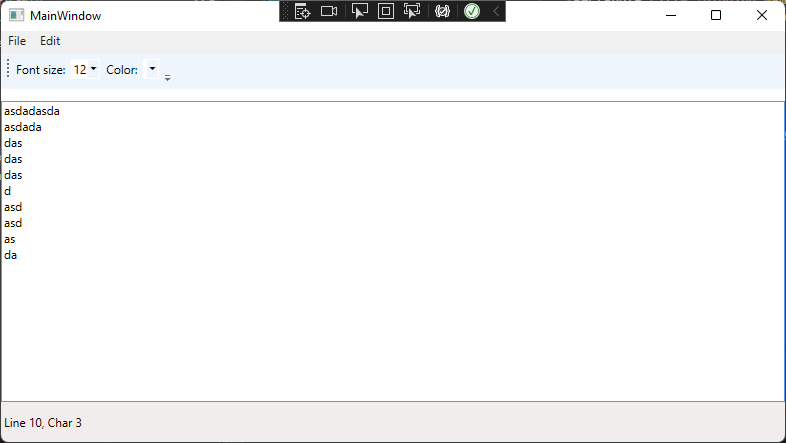 MainWindow
File Edit
Font size: 12 Color:
asdadasda
asdada
das
das
das
d
asd
asd
as
da
Line 10, Char 3